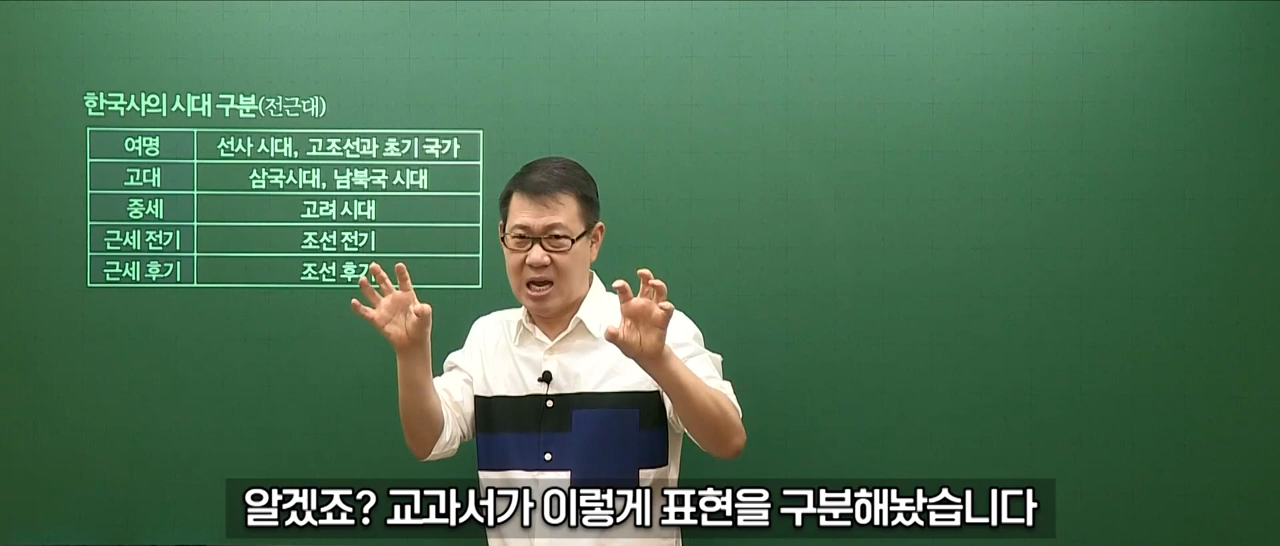 한국사의 시대 구분(전근대)
여명 선사 시대, 고조선과 초기 국가
고대 삼국시대, 남북국 시대
중세 고려 시대
근세 전기 조선 전기
근세 후기 조선 후기
알겠죠? 교과서가 이렇게 표현을 구분해놨습니다